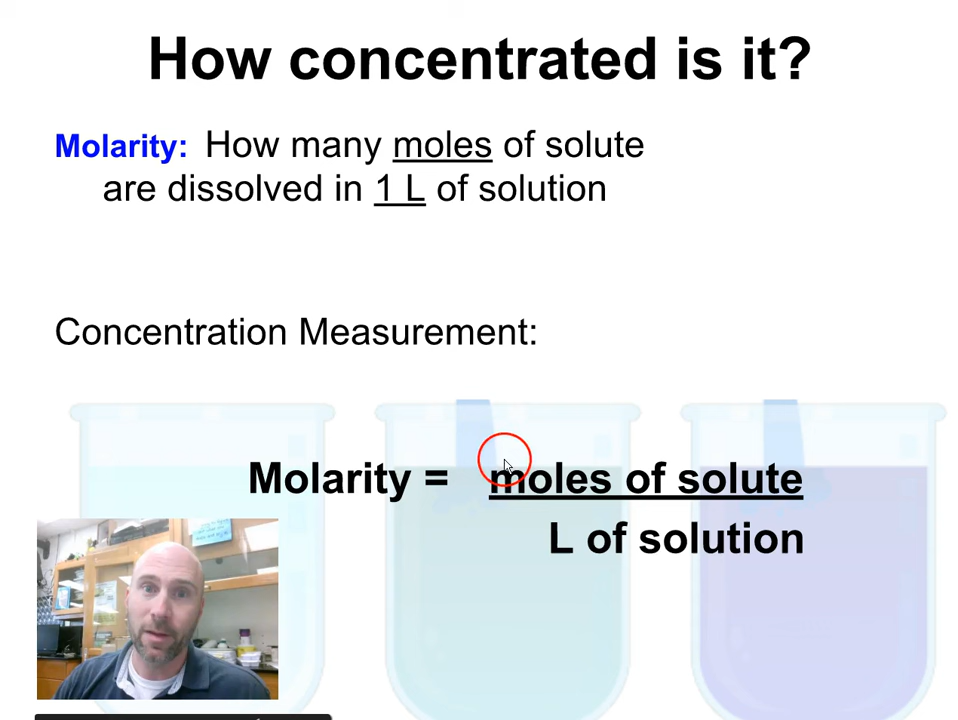 How concentrated is it?
Molarity: How many moles of solute
are dissolved in 1 L of solution
Concentration Measurement:
Molarity = moles of solute
L of solution